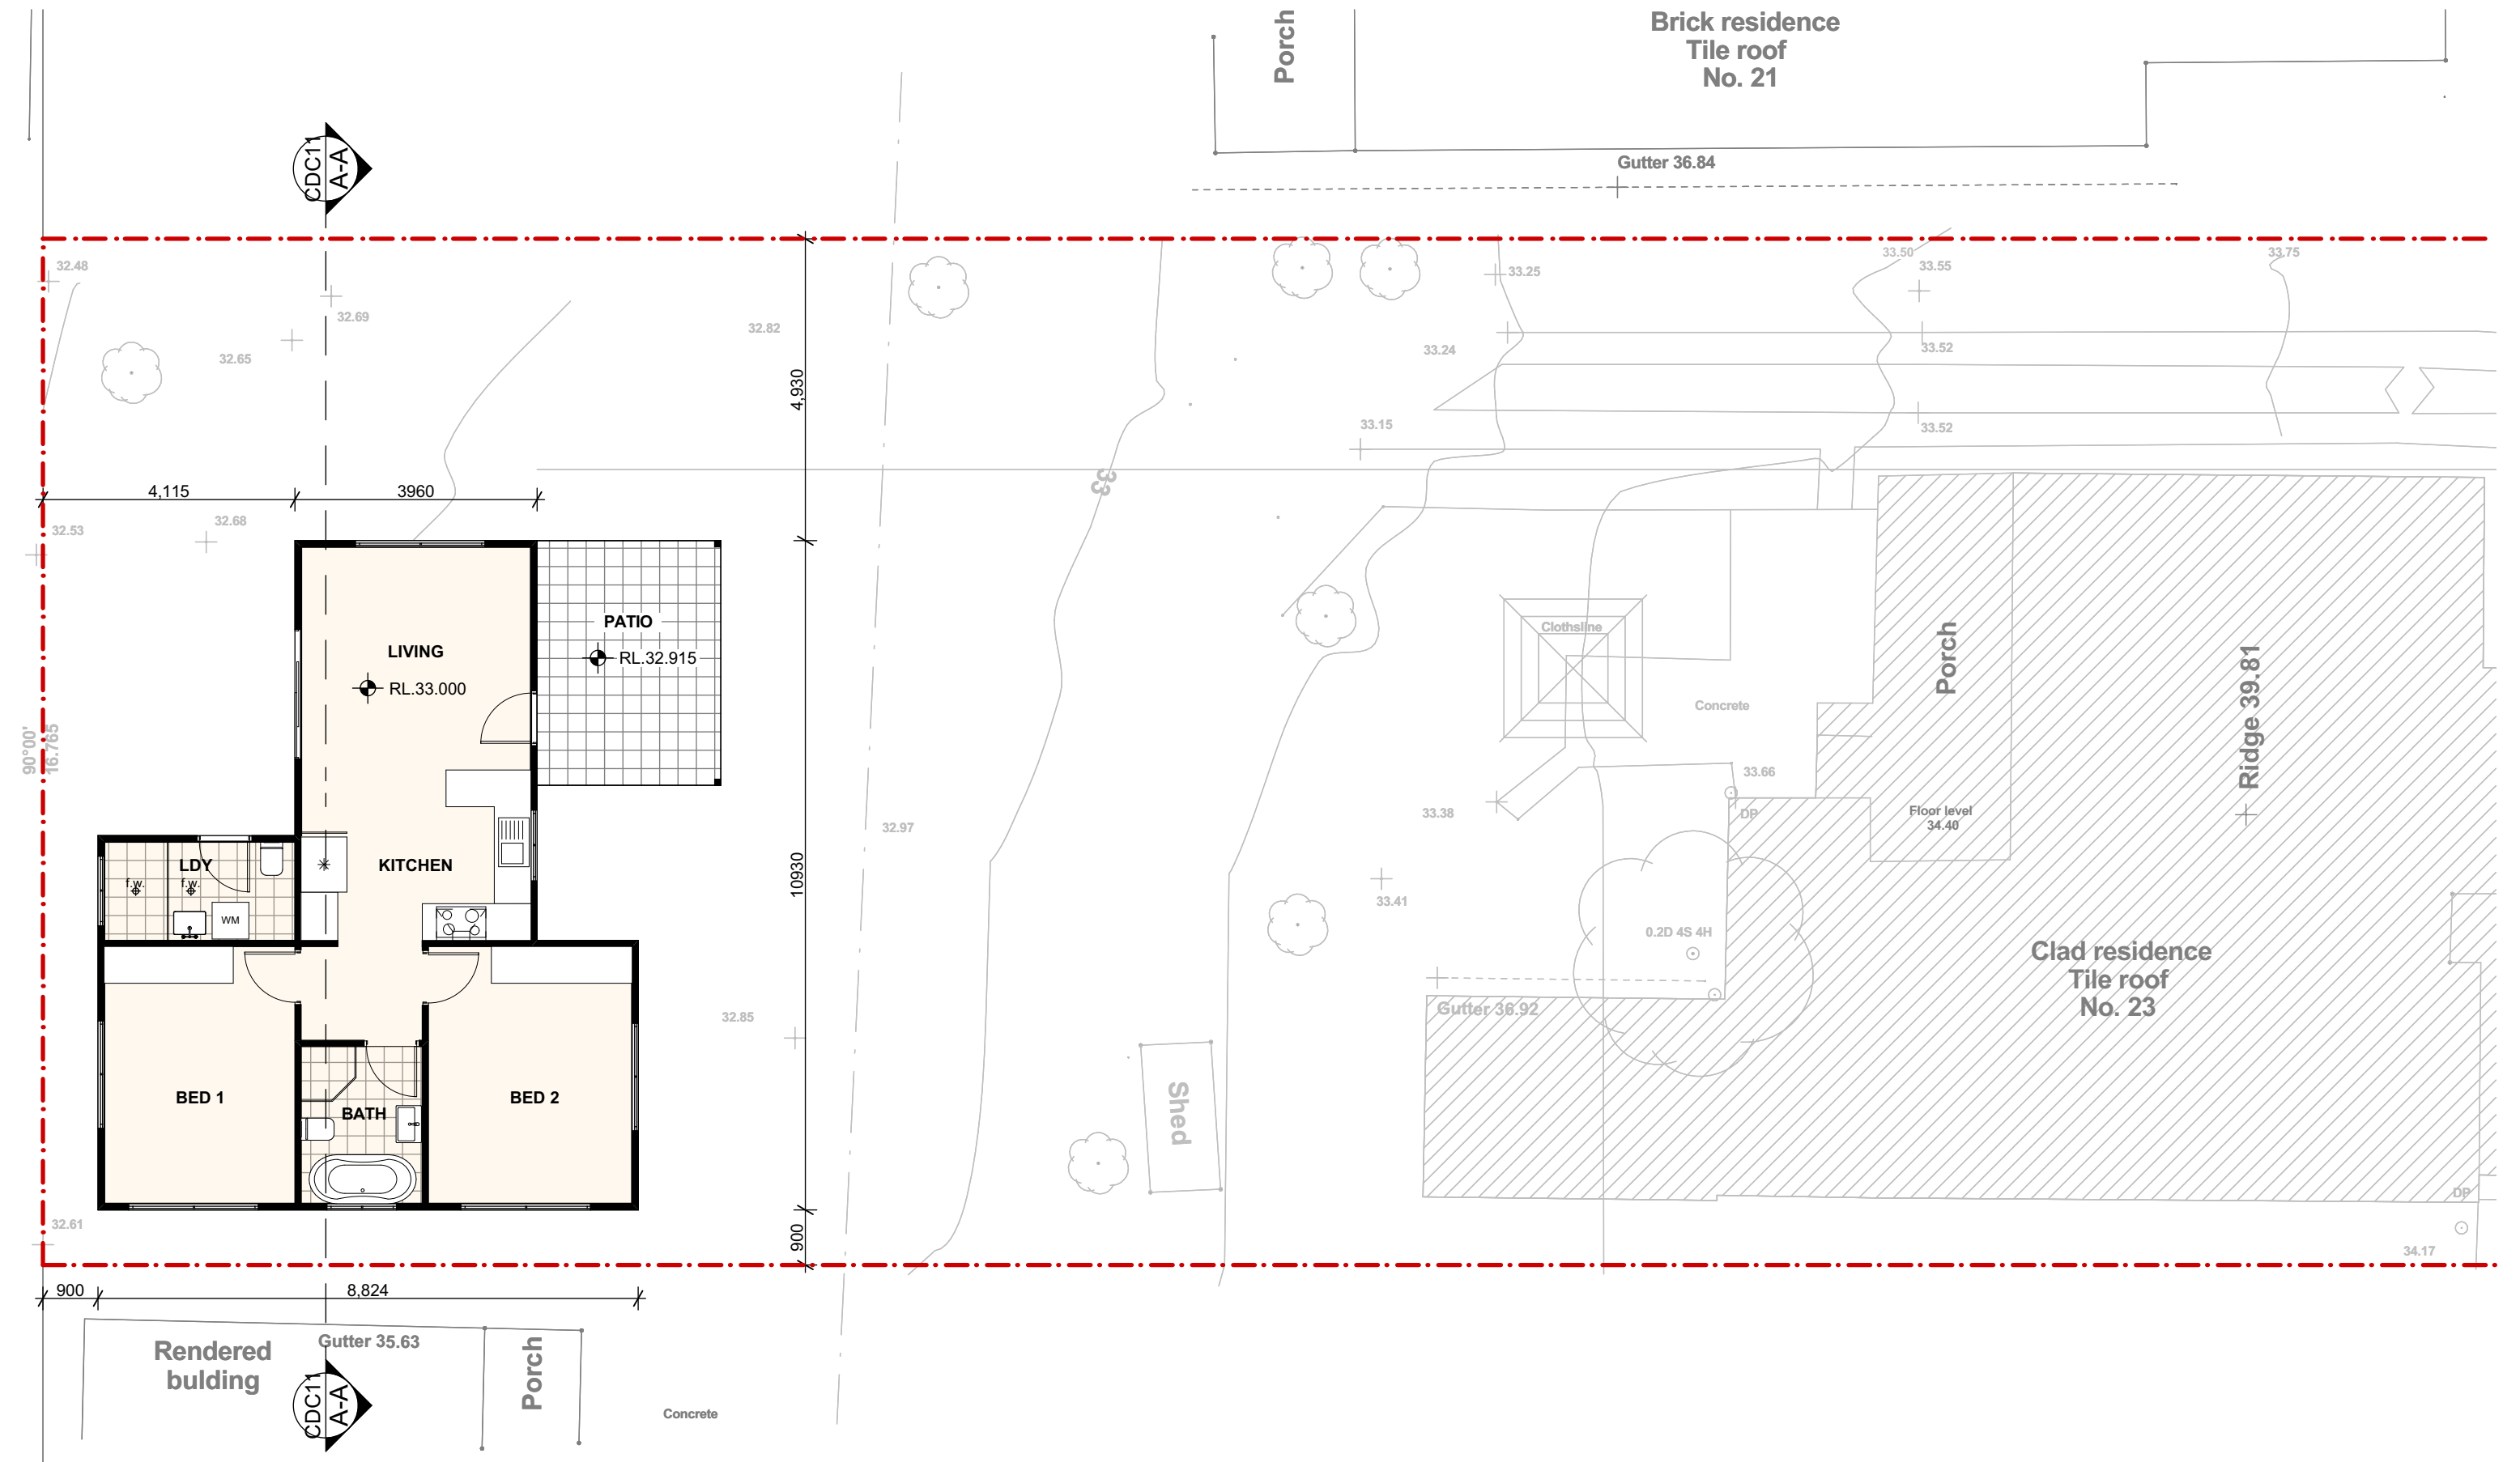 Porch
Brick residence
Tile roof
No. 21
CDC11
A-A
Gutter 36.84
32.48
33.25
33.50
33.55
33.75
32.69
32.82
32.65
33.24
33.52
4,930
33.15
33.52
4,115
3960
33
32.53
32.68
PATIO
RL.32.915
Clothsline
LIVING
RL.33.000
Porch
Ridge 39.81
Concrete
90°00'
16.765
33.66
DP
33.38
Floor level
34.40
32.97
LDY
KITCHEN
f.w.
f.w.
10930
33.41
WM
0.2D 4S 4H
Clad residence
Tile roof
No. 23
Gutter 36.92
32.85
BED 1
BATH
BED 2
Shed
DP
32.61
900
34.17
900
8,824
Gutter 35.63
Rendered
bulding
Porch
CDC11
A-A
Concrete